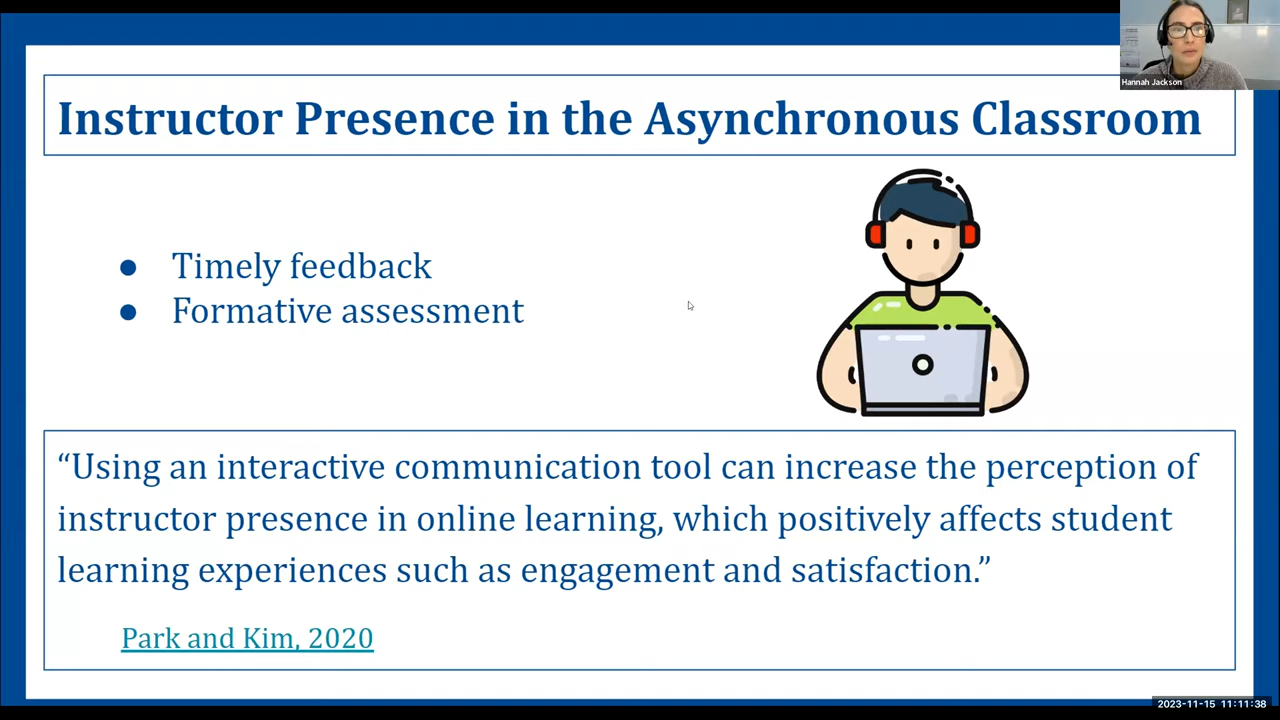 Hannah Jackson
Instructor Presence in the Asynchronous Classroom
● Timely feedback
● Formative assessment
“Using an interactive communication tool can increase the perception of
instructor presence in online learning, which positively affects student
learning experiences such as engagement and satisfaction.”
Park and Kim, 2020
2023-11-15 11:11:38